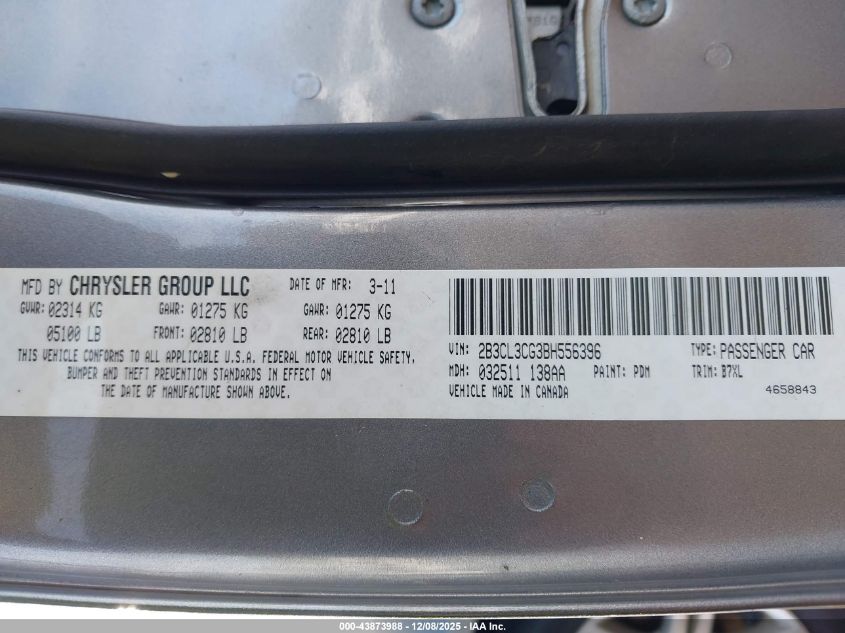 MFD BY CHRYSLER GROUP LLC
DATE OF MFR: 3-11
GVWR: 02314 KG GAWR: 01275 KG GAWR: 01275 KG
05100 LB FRONT: 02810 LB REAR: 02810 LB
THIS VEHICLE CONFORMS TO ALL APPLICABLE U.S.A. FEDERAL MOTOR VEHICLE SAFETY,
BUMPER AND THEFT PREVENTION STANDARDS IN EFFECT ON
THE DATE OF MANUFACTURE SHOWN ABOVE.
VIN: 2B3CL3CG3BH556396 TYPE: PASSENGER CAR
MDH: 032511 138AA PAINT: PDM TRIM: B7XL
VEHICLE MADE IN CANADA 4658843
000-43873988 - 12/08/2025 - IAA Inc.